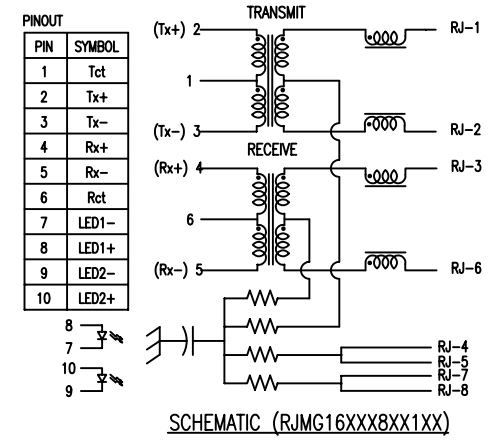 PINOUT
PIN SYMBOL
1 Tct
2 Tx+
3 Tx-
4 Rx+
5 Rx-
6 Rct
7 LED1-
8 LED1+
9 LED2-
10 LED2+
TRANSMIT
(Tx+) 2
RJ-1
1
(Tx-) 3
RJ-2
RECEIVE
(Rx+) 4
RJ-3
6
(Rx-) 5
RJ-6
8
7
10
9
RJ-4
RJ-5
RJ-7
RJ-8
SCHEMATIC (RJMG16XXX8XX1XX)